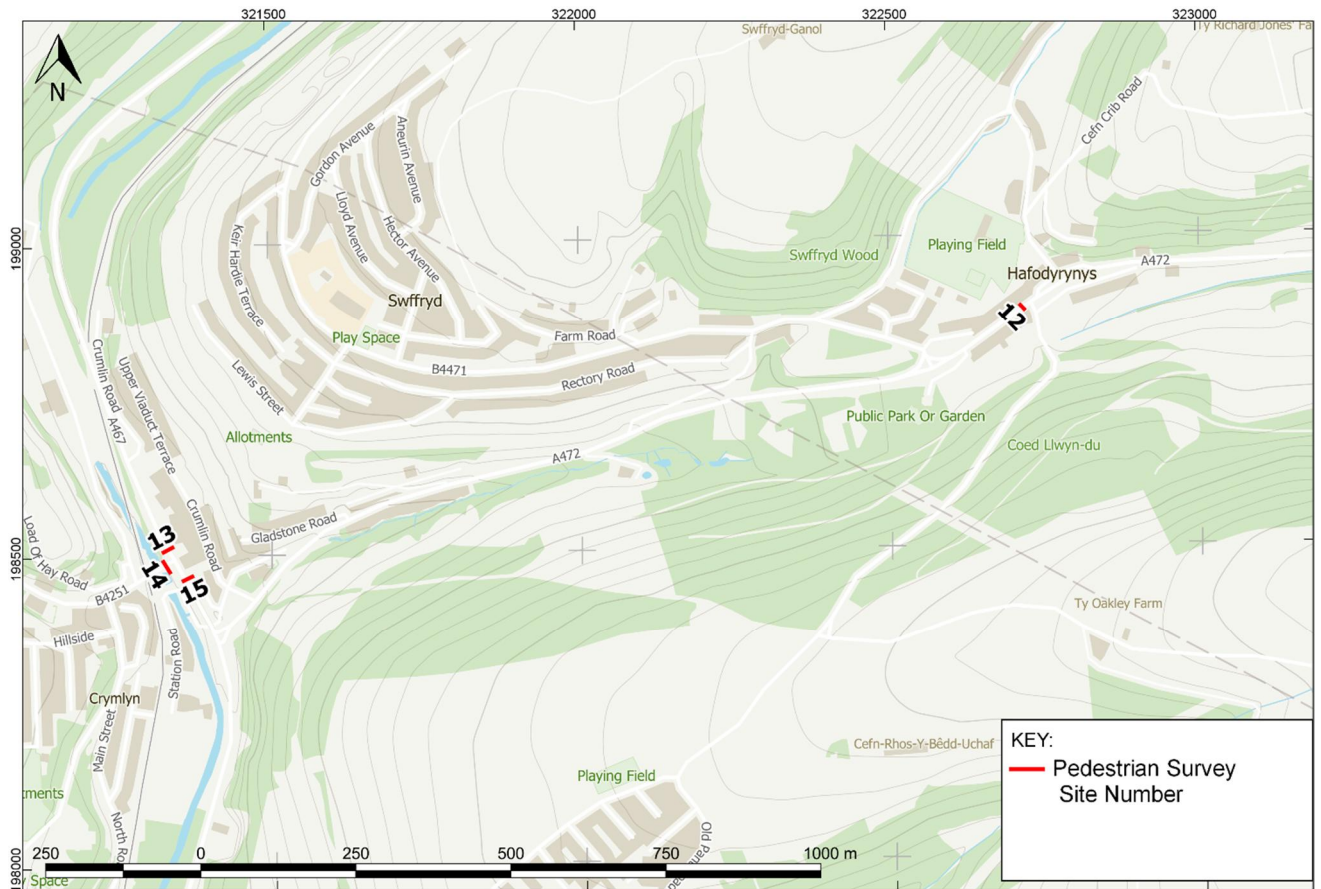 321500
322000
322500
323000
Swffryd-Ganol
Ty Richard Jones' Fa
N
Cefn Crib Road
Gordon Avenue
Aneurin Avenue
Lloyd Avenue
Hector Avenue
Keir Hardie Terrace
199000
Swffryd Wood
Playing Field
Hafodyrynys
A472
Swffryd
12
Play Space
Farm Road
B4471
Rectory Road
Lewis Street
Crumlin Road
A467
Upper Viaduct Terrace
Allotments
Public Park Or Garden
Coed Llwyn-du
A472
Crumlin Road
Gladstone Road
198500
13
14
15
Load Of Hay Road
B4251
Hillside
Station Road
Ty Oakley Farm
Crymlyn
Main Street
Cefn-Rhos-Y-Bêdd-Uchaf
Playing Field
tments
North Ro
Old Pan
ad
198000
y Space
250
0
250
500
750
1000 m
KEY:
Pedestrian Survey
Site Number